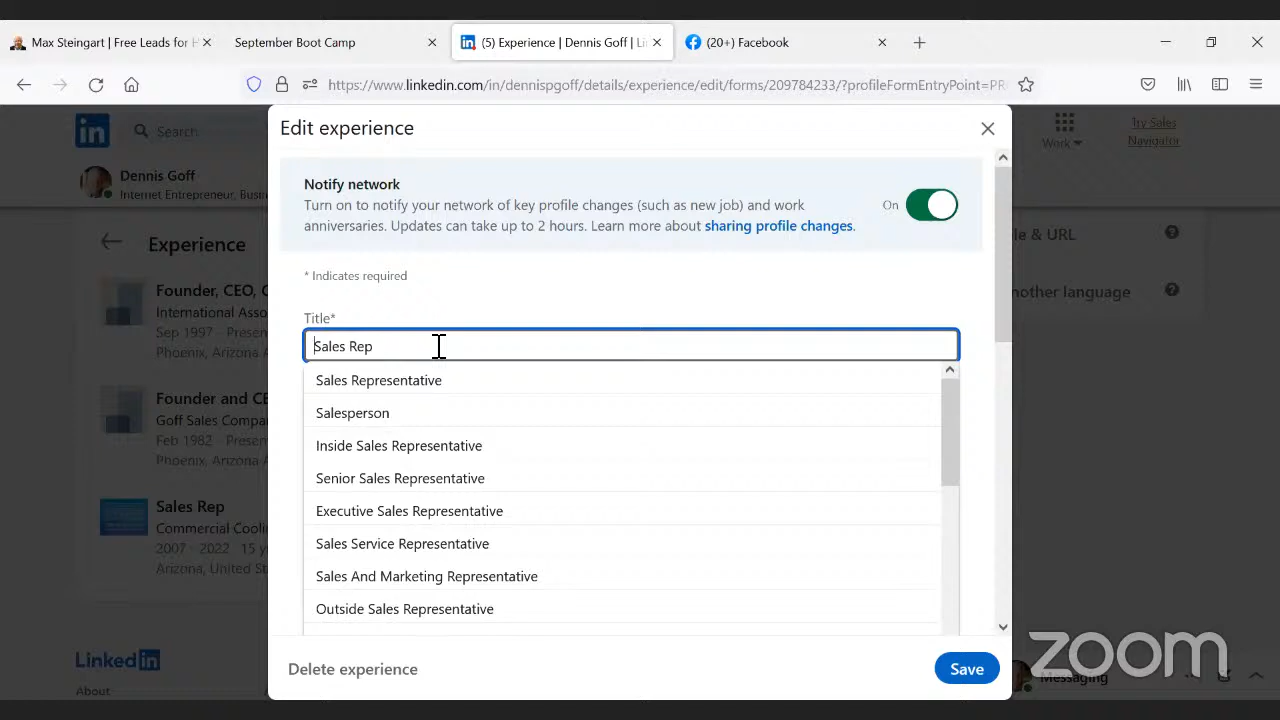 Max Steingart | Free Leads for
September Boot Camp
(5) Experience | Dennis Goff | Li
(20+) Facebook
https://www.linkedin.com/in/dennispgoff/details/experience/edit/forms/209784233/?profileFormEntryPoint=PR
in
Search
Work
Try Sales
Navigator
Dennis Goff
Internet Entrepreneur, Busin
Edit experience
Notify network
Turn on to notify your network of key profile changes (such as new job) and work
anniversaries. Updates can take up to 2 hours. Learn more about sharing profile changes.
On
* Indicates required
Title*
Sales Rep
Sales Representative
Salesperson
Inside Sales Representative
Senior Sales Representative
Executive Sales Representative
Sales Service Representative
Sales And Marketing Representative
Outside Sales Representative
Delete experience
Save
Experience
Founder, CEO, C
International Asso
Sep 1997 - Presen
Phoenix, Arizona
Founder and CE
Goff Sales Compa
Feb 1982 - Presen
Phoenix, Arizona A
Sales Rep
Commercial Cooli
2007 - 2022 · 15 y
Arizona, United St
le & URL
nother language
Linked in
About
Messaging
zoom